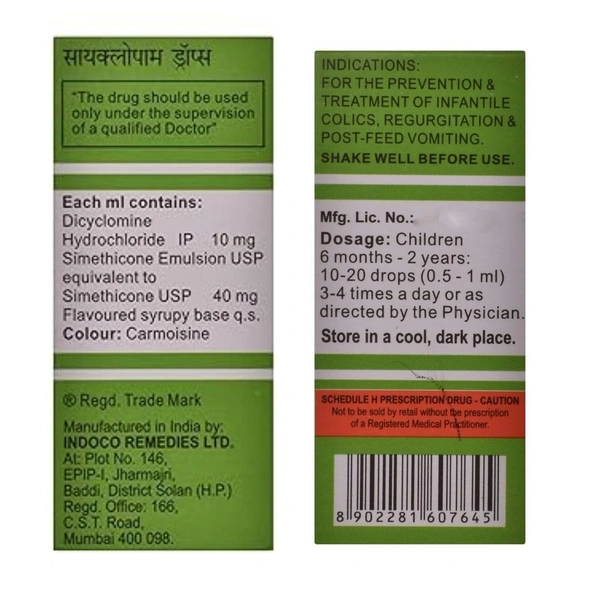 सायक्लोपाम ड्रॉप्स
"The drug should be used
only under the supervision
of a qualified Doctor"
Each ml contains:
Dicyclomine
Hydrochloride IP 10 mg
Simethicone Emulsion USP
equivalent to
Simethicone USP 40 mg
Flavoured syrupy base q.s.
Colour: Carmoisine
® Regd. Trade Mark
Manufactured in India by:
INDOCO REMEDIES LTD.
At: Plot No. 146,
EPIP-I, Jharmajri,
Baddi, District Solan (H.P.)
Regd. Office: 166,
C.S.T. Road,
Mumbai 400 098.
INDICATIONS:
FOR THE PREVENTION &
TREATMENT OF INFANTILE
COLICS, REGURGITATION &
POST-FEED VOMITING.
SHAKE WELL BEFORE USE.
Mfg. Lic. No.:
Dosage: Children
6 months - 2 years:
10-20 drops (0.5 - 1 ml)
3-4 times a day or as
directed by the Physician.
Store in a cool, dark place.
SCHEDULE H PRESCRIPTION DRUG - CAUTION
Not to be sold by retail without the prescription
of a Registered Medical Practitioner.
8 902281 607645